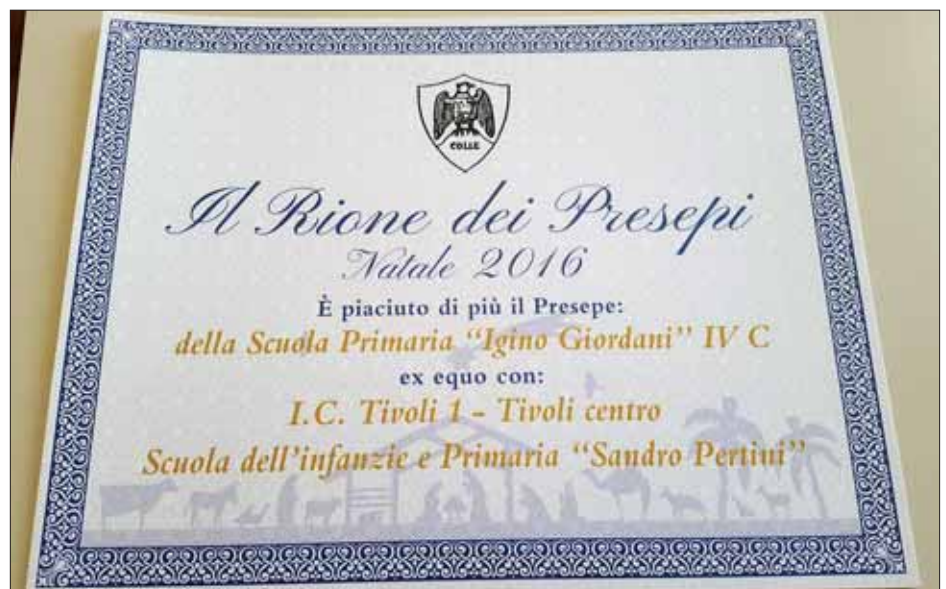 COLLE
Il Rione dei Presepi
Natale 2016
È piaciuto di più il Presepe:
della Scuola Primaria “Igino Giordani” IV C
ex equo con:
I.C. Tivoli 1 - Tivoli centro
Scuola dell’infanzie e Primaria “Sandro Pertini”